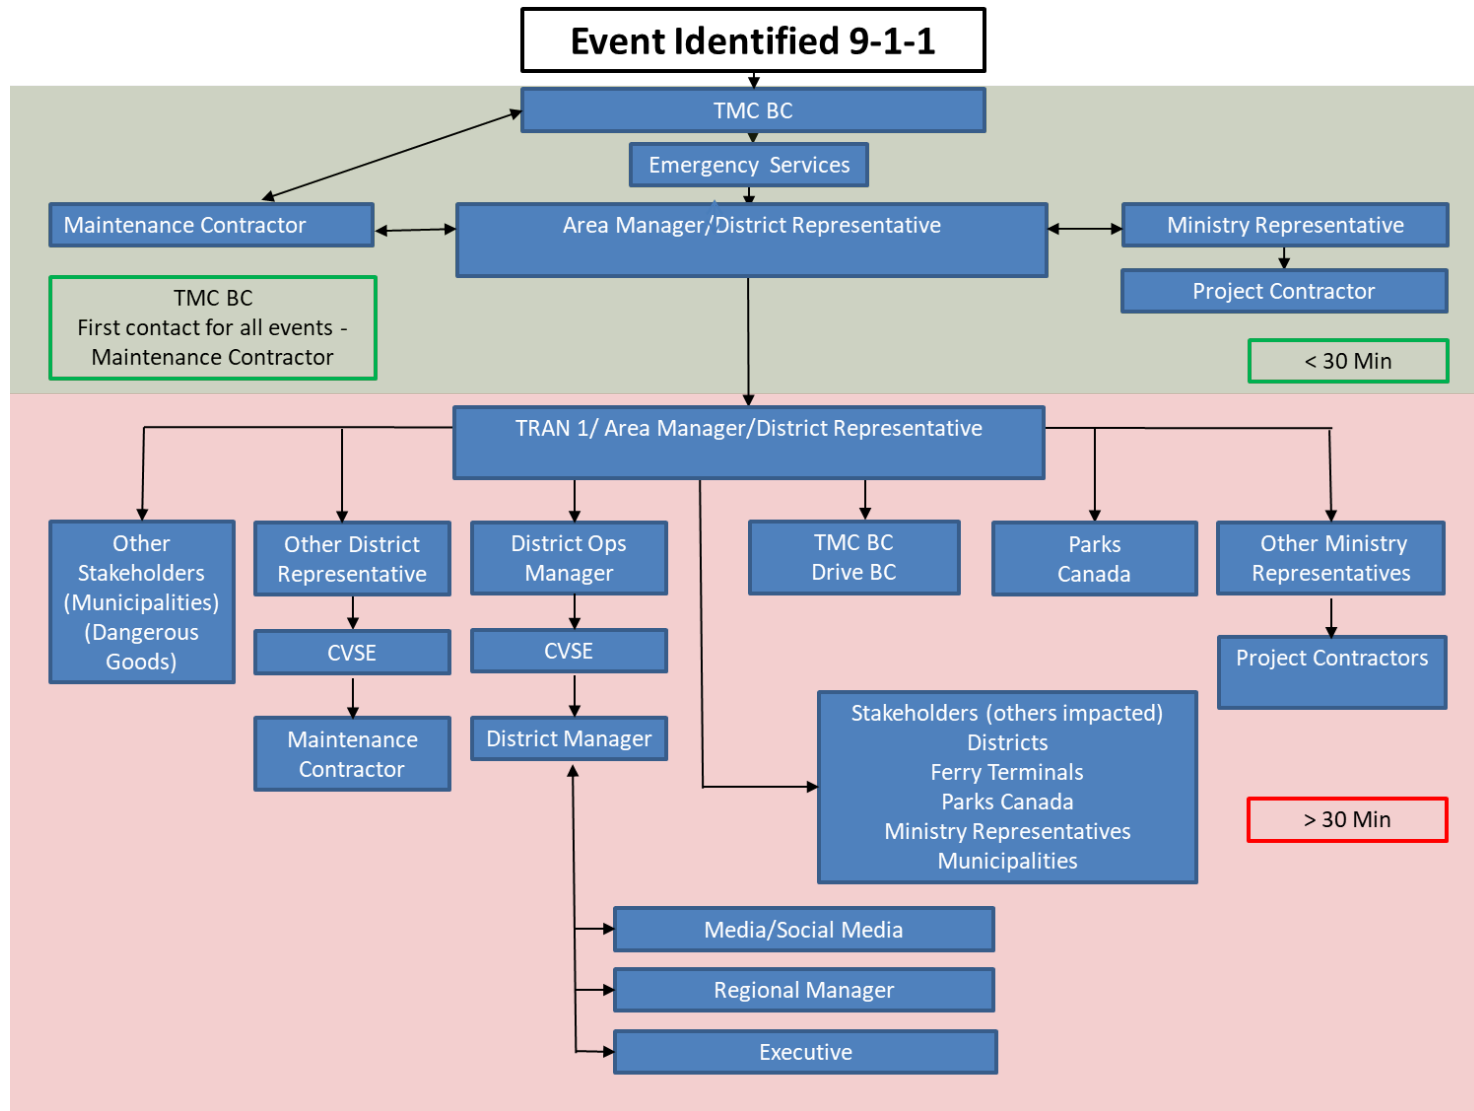 Event Identified 9-1-1
TMC BC
Emergency Services
Maintenance Contractor
Area Manager/District Representative
Ministry Representative
Project Contractor
TMC BC
First contact for all events -
Maintenance Contractor
< 30 Min
TRAN 1/ Area Manager/District Representative
Other
Stakeholders
(Municipalities)
(Dangerous
Goods)
Other District
Representative
District Ops
Manager
TMC BC
Drive BC
Parks
Canada
Other Ministry
Representatives
CVSE
CVSE
Project Contractors
Maintenance
Contractor
District Manager
Stakeholders (others impacted)
Districts
Ferry Terminals
Parks Canada
Ministry Representatives
Municipalities
> 30 Min
Media/Social Media
Regional Manager
Executive